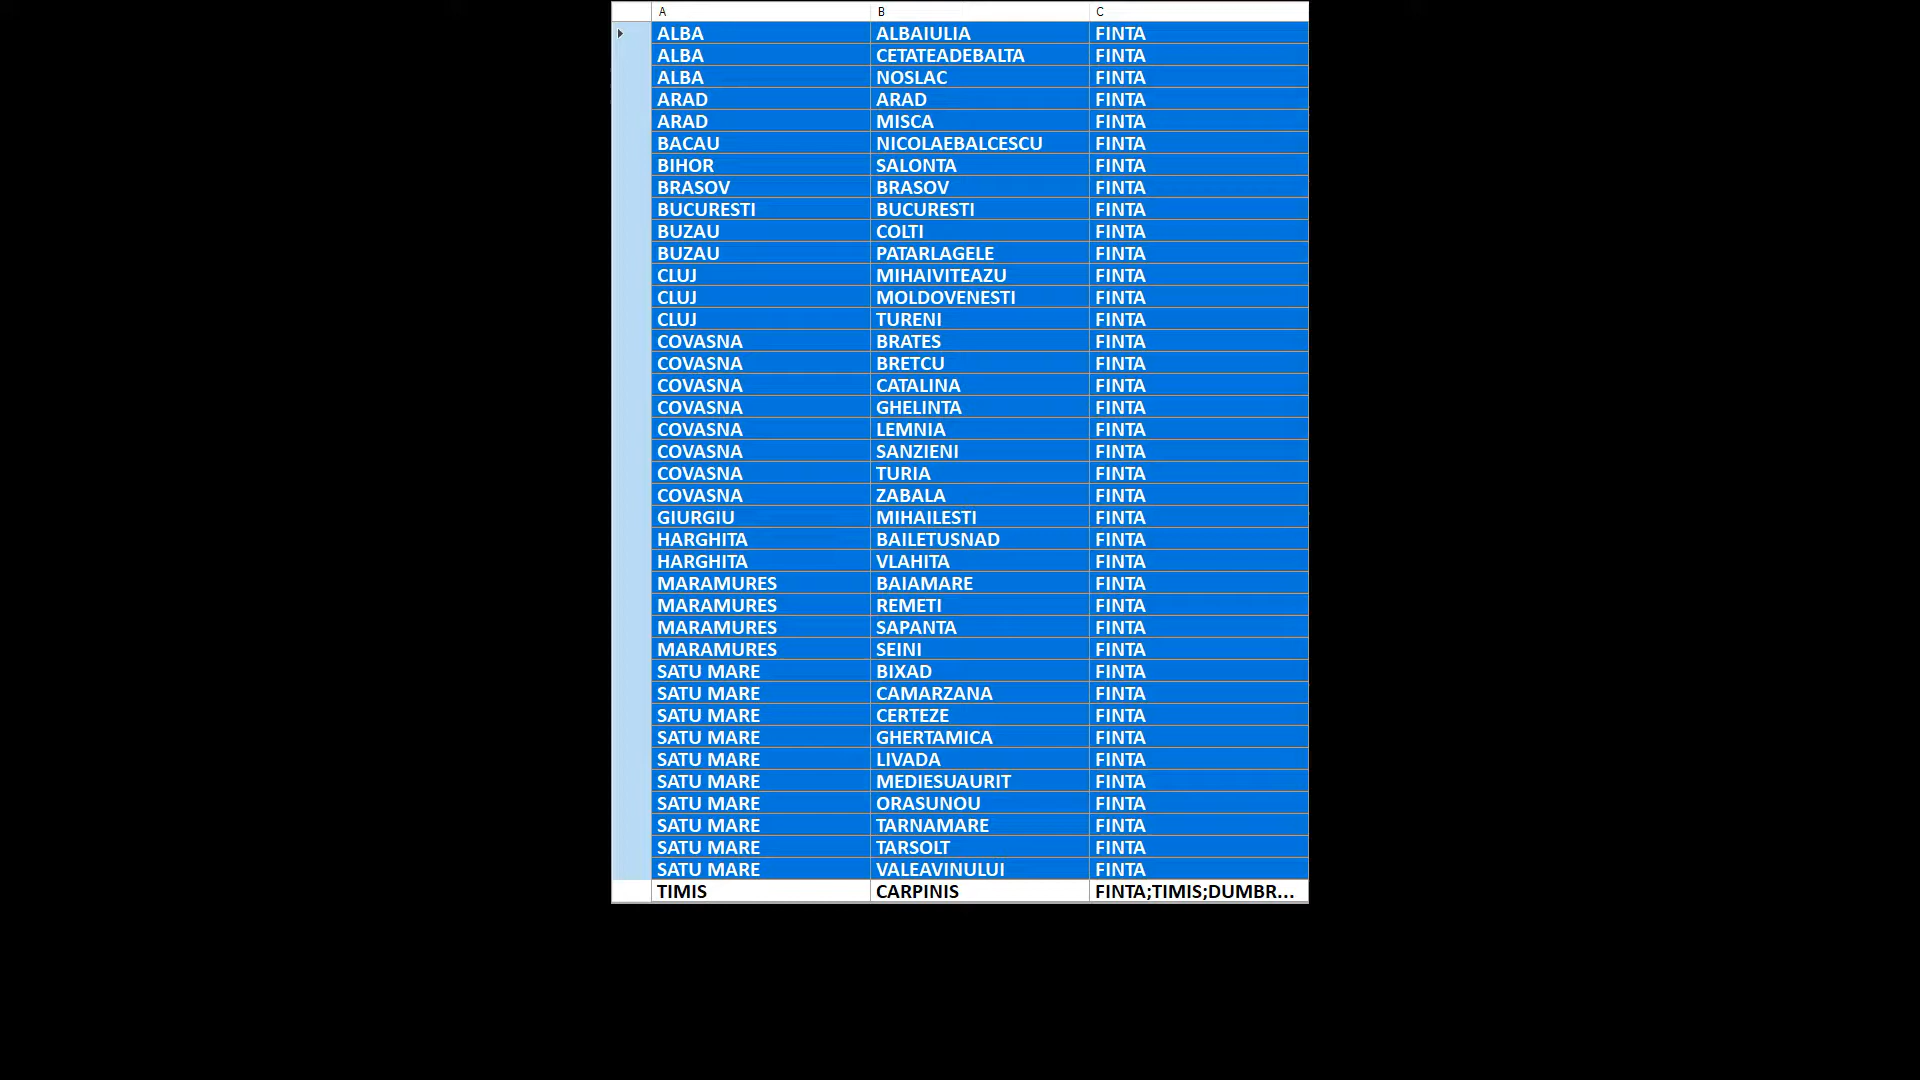 A B C
ALBA ALBAIULIA FINTA
ALBA CETATEADEBALTA FINTA
ALBA NOSLAC FINTA
ARAD ARAD FINTA
ARAD MISCA FINTA
BACAU NICOLAEBALCESCU FINTA
BIHOR SALONTA FINTA
BRASOV BRASOV FINTA
BUCURESTI BUCURESTI FINTA
BUZAU COLTI FINTA
BUZAU PATARLAGELE FINTA
CLUJ MIHAIVITEAZU FINTA
CLUJ MOLDOVENESTI FINTA
CLUJ TURENI FINTA
COVASNA BRATES FINTA
COVASNA BRETCU FINTA
COVASNA CATALINA FINTA
COVASNA GHELINTA FINTA
COVASNA LEMNIA FINTA
COVASNA SANZIENI FINTA
COVASNA TURIA FINTA
COVASNA ZABALA FINTA
GIURGIU MIHAILESTI FINTA
HARGHITA BAILETUSNAD FINTA
HARGHITA VLAHITA FINTA
MARAMURES BAIAMARE FINTA
MARAMURES REMETI FINTA
MARAMURES SAPANTA FINTA
MARAMURES SEINI FINTA
SATU MARE BIXAD FINTA
SATU MARE CAMARZANA FINTA
SATU MARE CERTEZE FINTA
SATU MARE GHERTAMICA FINTA
SATU MARE LIVADA FINTA
SATU MARE MEDIESUAURIT FINTA
SATU MARE ORASUNOU FINTA
SATU MARE TARNAMARE FINTA
SATU MARE TARSOLT FINTA
SATU MARE VALEAVINULUI FINTA
TIMIS CARPINIS FINTA;TIMIS;DUMBR...